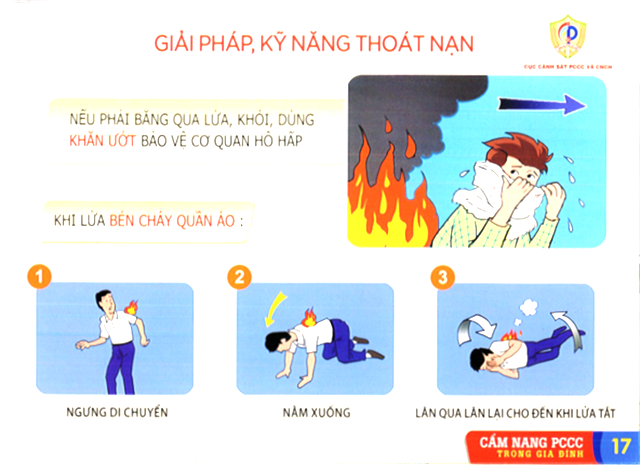 GIẢI PHÁP, KỸ NĂNG THOÁT NẠN
CỤC CẢNH SÁT PCCC VÀ CNCH
NẾU PHẢI BĂNG QUA LỬA, KHÓI, DÙNG
KHĂN ƯỚT BẢO VỆ CƠ QUAN HÔ HẤP
KHI LỬA BÉN CHÁY QUẦN ÁO :
1
2
3
NGƯNG DI CHUYỂN
NẰM XUỐNG
LĂN QUA LĂN LẠI CHO ĐẾN KHI LỬA TẮT
CẨM NANG PCCC
TRONG GIA ĐÌNH
17